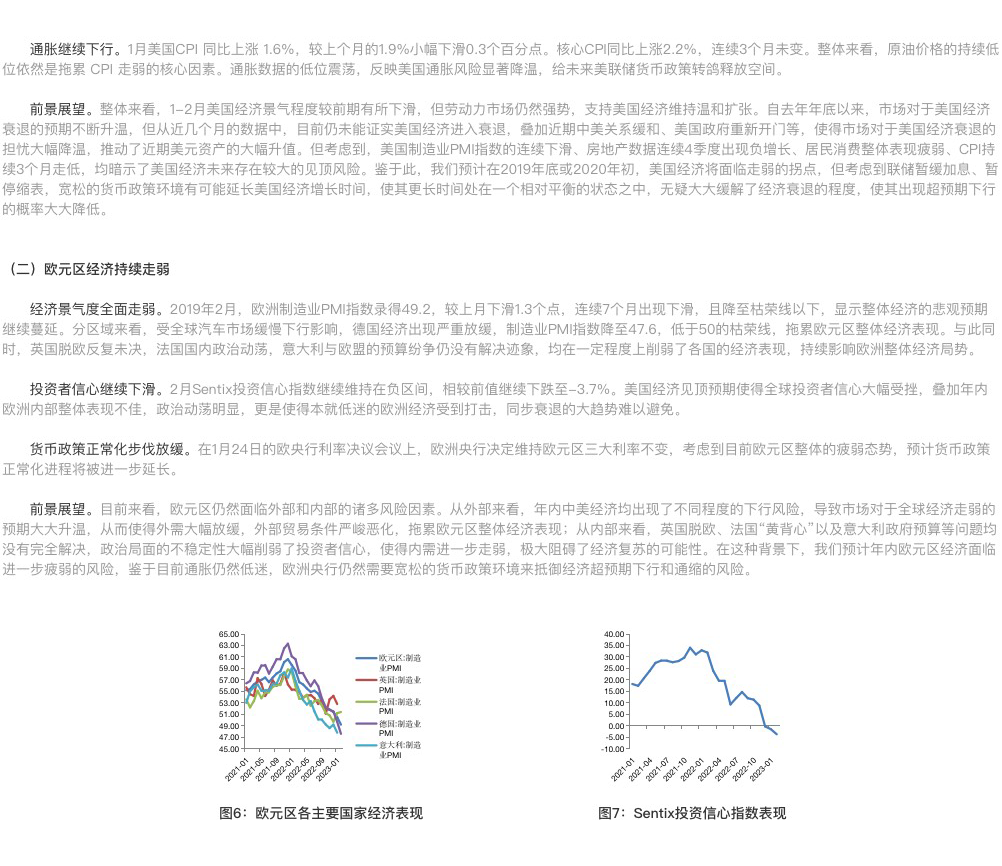 通胀继续下行。1月美国CPI 同比上涨 1.6%，较上个月的1.9%小幅下滑0.3个百分点。核心CPI同比上涨2.2%，连续3个月未变。整体来看，原油价格的持续低
位依然是拖累 CPI 走弱的核心因素。通胀数据的低位震荡，反映美国通胀风险显著降温，给未来美联储货币政策转鸽释放空间。
前景展望。整体来看，1-2月美国经济景气程度较前期有所下滑，但劳动力市场仍然强势，支持美国经济维持温和扩张。自去年年底以来，市场对于美国经济
衰退的预期不断升温，但从近几个月的数据中，目前仍未能证实美国经济进入衰退，叠加近期中美关系缓和、美国政府重新开门等，使得市场对于美国经济衰退的
担忧大幅降温，推动了近期美元资产的大幅升值。但考虑到，美国制造业PMI指数的连续下滑、房地产数据连续4季度出现负增长、居民消费整体表现疲弱、CPI持
续3个月走低，均暗示了美国经济未来存在较大的见顶风险。鉴于此，我们预计在2019年底或2020年初，美国经济将面临走弱的拐点，但考虑到联储暂缓加息、暂
停缩表，宽松的货币政策环境有可能延长美国经济增长时间，使其更长时间处在一个相对平衡的状态之中，无疑大大缓解了经济衰退的程度，使其出现超预期下行
的概率大大降低。
（二）欧元区经济持续走弱
经济景气度全面走弱。2019年2月，欧洲制造业PMI指数录得49.2，较上月下滑1.3个点，连续7个月出现下滑，且降至枯荣线以下，显示整体经济的悲观预期
继续蔓延。分区域来看，受全球汽车市场缓慢下行影响，德国经济出现严重放缓，制造业PMI指数降至47.6，低于50的枯荣线，拖累欧元区整体经济表现。与此同
时，英国脱欧反复未决，法国国内政治动荡，意大利与欧盟的预算纷争仍没有解决迹象，均在一定程度上削弱了各国的经济表现，持续影响欧洲整体经济局势。
投资者信心继续下滑。2月Sentix投资信心指数继续维持在负区间，相较前值继续下跌至-3.7%。美国经济见顶预期使得全球投资者信心大幅受挫，叠加年内
欧洲内部整体表现不佳，政治动荡明显，更是使得本就低迷的欧洲经济受到打击，同步衰退的大趋势难以避免。
货币政策正常化步伐放缓。在1月24日的欧央行利率决议会议上，欧洲央行决定维持欧元区三大利率不变，考虑到目前欧元区整体的疲弱态势，预计货币政策
正常化进程将被进一步延长。
前景展望。目前来看，欧元区仍然面临外部和内部的诸多风险因素。从外部来看，年内中美经济均出现了不同程度的下行风险，导致市场对于全球经济走弱的
预期大大升温，从而使得外需大幅放缓，外部贸易条件严峻恶化，拖累欧元区整体经济表现；从内部来看，英国脱欧、法国“黄背心”以及意大利政府预算等问题均
没有完全解决，政治局面的不稳定性大幅削弱了投资者信心，使得内需进一步走弱，极大阻碍了经济复苏的可能性。在这种背景下，我们预计年内欧元区经济面临
进一步疲弱的风险，鉴于目前通胀仍然低迷，欧洲央行仍然需要宽松的货币政策环境来抵御经济超预期下行和通缩的风险。
65.00
63.00
61.00
59.00
57.00
55.00
53.00
51.00
49.00
47.00
45.00
2021-01
2021-05
2021-09
2022-01
2022-05
2022-09
2023-01
欧元区:制造
业PMI
英国:制造业
PMI
法国:制造业
PMI
德国:制造业
PMI
意大利:制造
业PMI
图6：欧元区各主要国家经济表现
40.00
35.00
30.00
25.00
20.00
15.00
10.00
5.00
0.00
-5.00
-10.00
2021-01
2021-04
2021-07
2021-10
2022-01
2022-04
2022-07
2022-10
2023-01
图7：Sentix投资信心指数表现